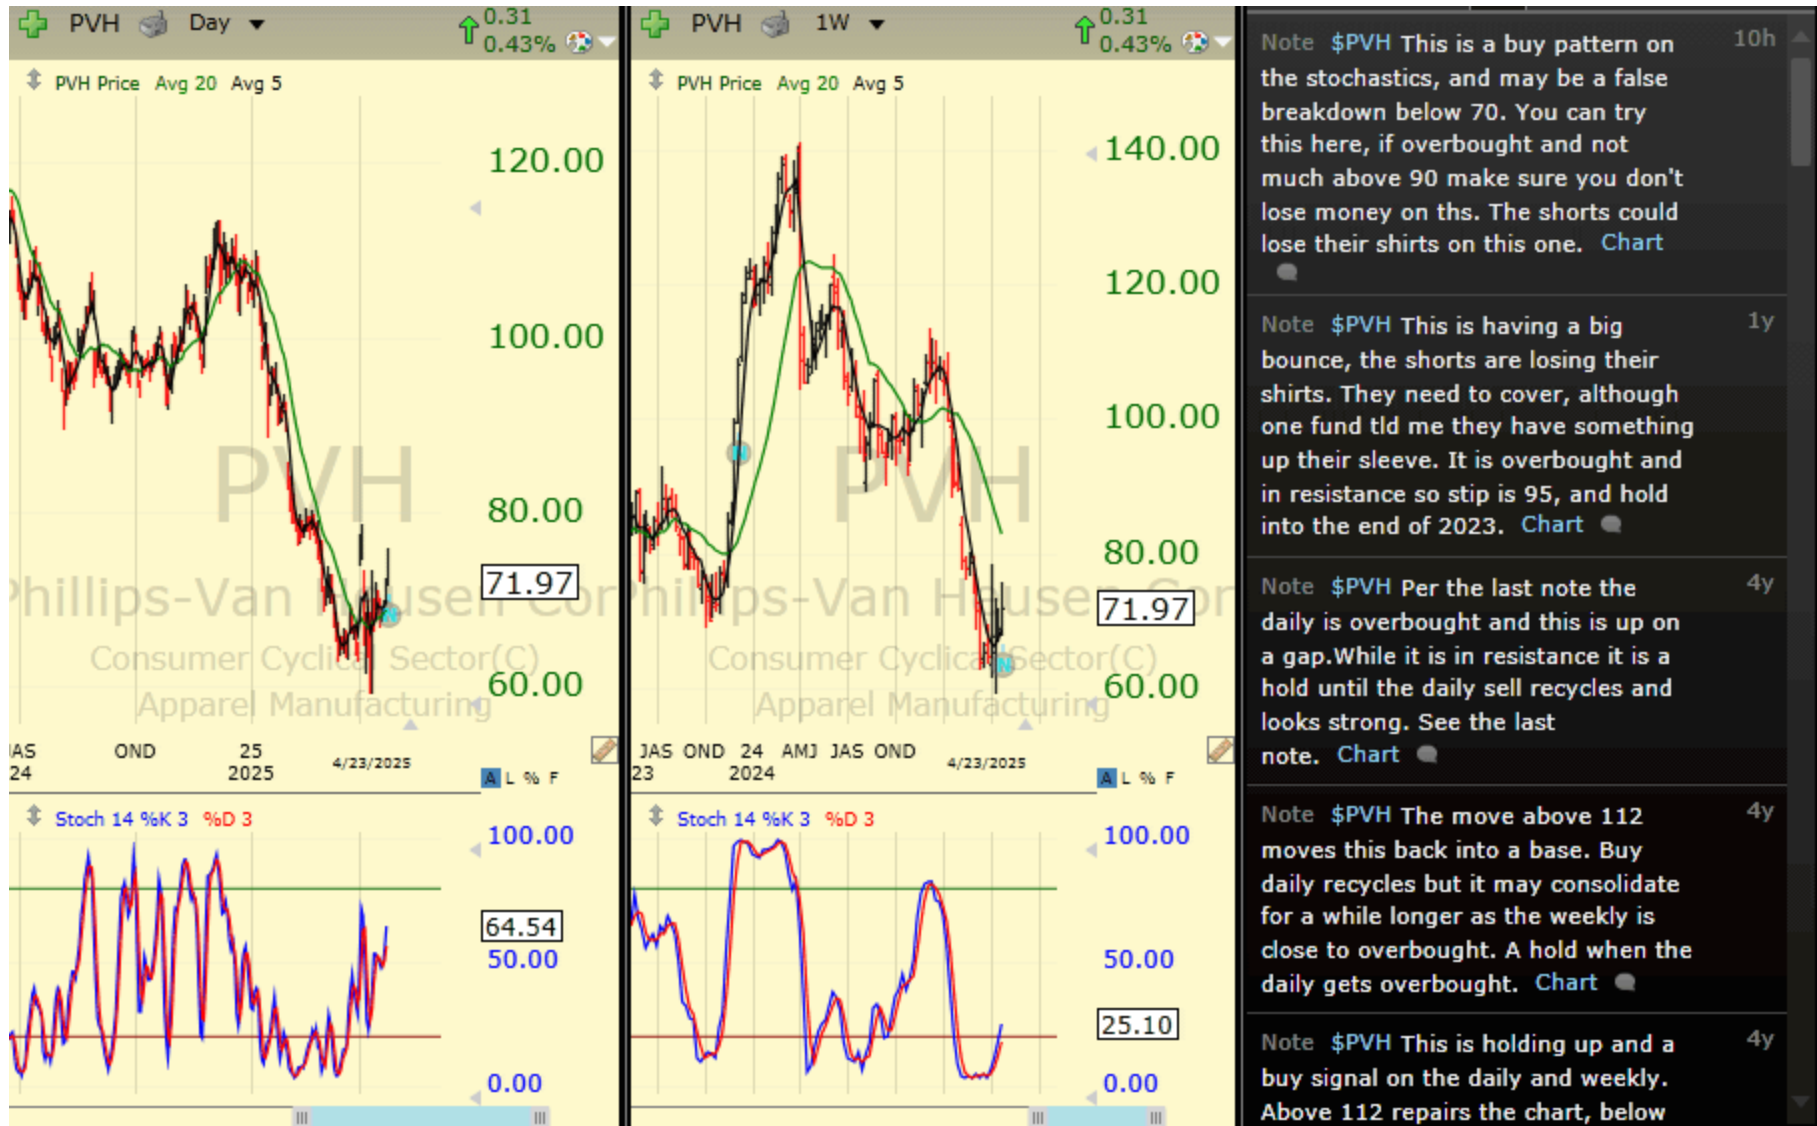 PVH Day
0.31
0.43%
PVH Price Avg 20 Avg 5
120.00
100.00
80.00
71.97
60.00
PVH
Phillips-Van Hausen Cor
Consumer Cyclical Sector(C)
Apparel Manufacturing
JAS OND 25
24 2025 4/23/2025
A L % F
Stoch 14 %K 3 %D 3
100.00
64.54
50.00
0.00
PVH 1W
0.31
0.43%
PVH Price Avg 20 Avg 5
140.00
120.00
100.00
80.00
71.97
60.00
PVH
Phillips-Van Hausen Cor
Consumer Cyclical Sector(C)
Apparel Manufacturing
N
N
N
JAS OND 24 AMJ JAS OND
23 2024 4/23/2025
A L % F
Stoch 14 %K 3 %D 3
100.00
50.00
25.10
0.00
Note $PVH This is a buy pattern on 10h
the stochastics, and may be a false
breakdown below 70. You can try
this here, if overbought and not
much above 90 make sure you don't
lose money on ths. The shorts could
lose their shirts on this one. Chart
Note $PVH This is having a big 1y
bounce, the shorts are losing their
shirts. They need to cover, although
one fund tld me they have something
up their sleeve. It is overbought and
in resistance so stip is 95, and hold
into the end of 2023. Chart
Note $PVH Per the last note the 4y
daily is overbought and this is up on
a gap.While it is in resistance it is a
hold until the daily sell recycles and
looks strong. See the last
note. Chart
Note $PVH The move above 112 4y
moves this back into a base. Buy
daily recycles but it may consolidate
for a while longer as the weekly is
close to overbought. A hold when the
daily gets overbought. Chart
Note $PVH This is holding up and a 4y
buy signal on the daily and weekly.
Above 112 repairs the chart, below